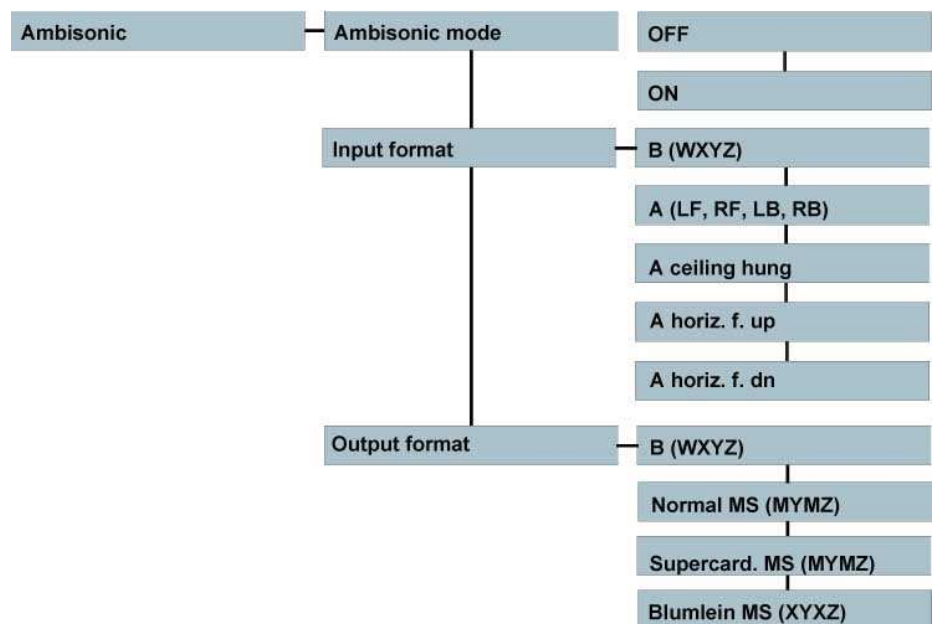 Ambisonic
Ambisonic mode
OFF
ON
Input format
B (WXYZ)
A (LF, RF, LB, RB)
A ceiling hung
A horiz. f. up
A horiz. f. dn
Output format
B (WXYZ)
Normal MS (MYMZ)
Supercard. MS (MYMZ)
Blumlein MS (XYXZ)